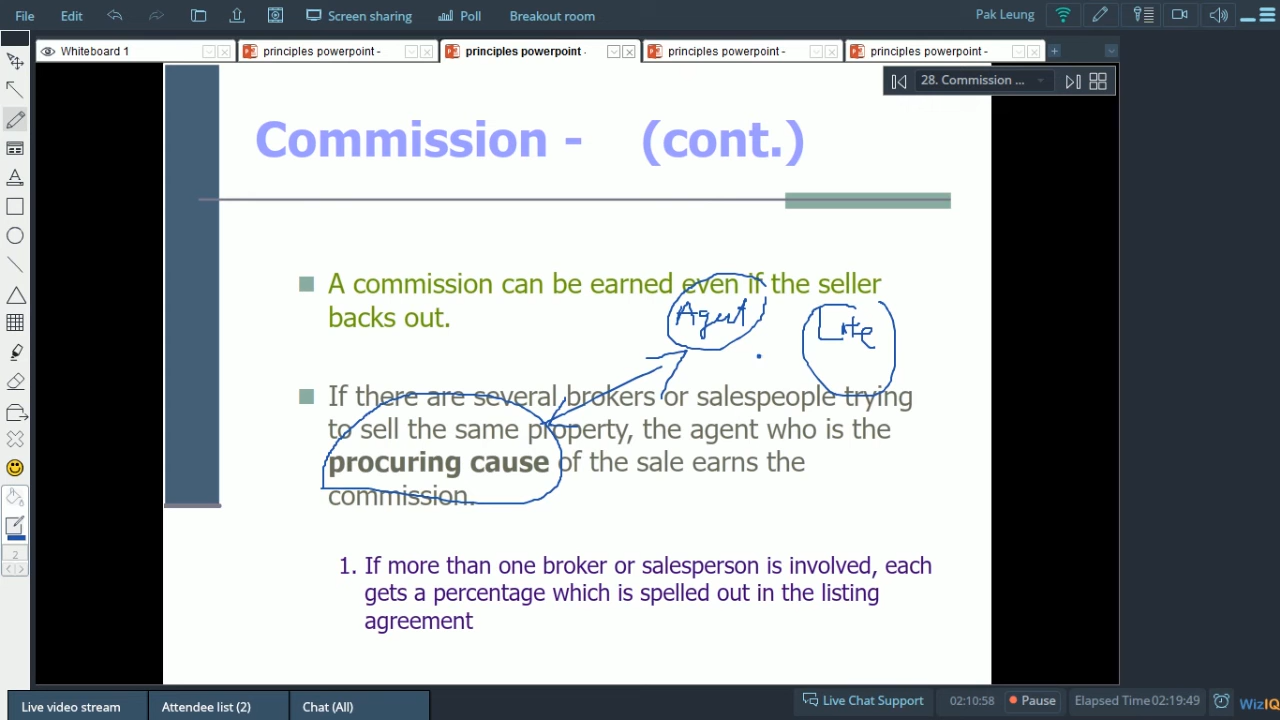 File Edit Screen sharing Poll Breakout room Pak Leung
Whiteboard 1 principles powerpoint - principles powerpoint - principles powerpoint - principles powerpoint -
28. Commission ...
Commission - (cont.)
A commission can be earned even if the seller
backs out.
Agent
If there are several brokers or salespeople trying
to sell the same property, the agent who is the
procuring cause of the sale earns the
commission.
1. If more than one broker or salesperson is involved, each
gets a percentage which is spelled out in the listing
agreement
2
Live video stream Attendee list (2) Chat (All) Live Chat Support 02:10:58 Pause Elapsed Time 02:19:49 WizIQ